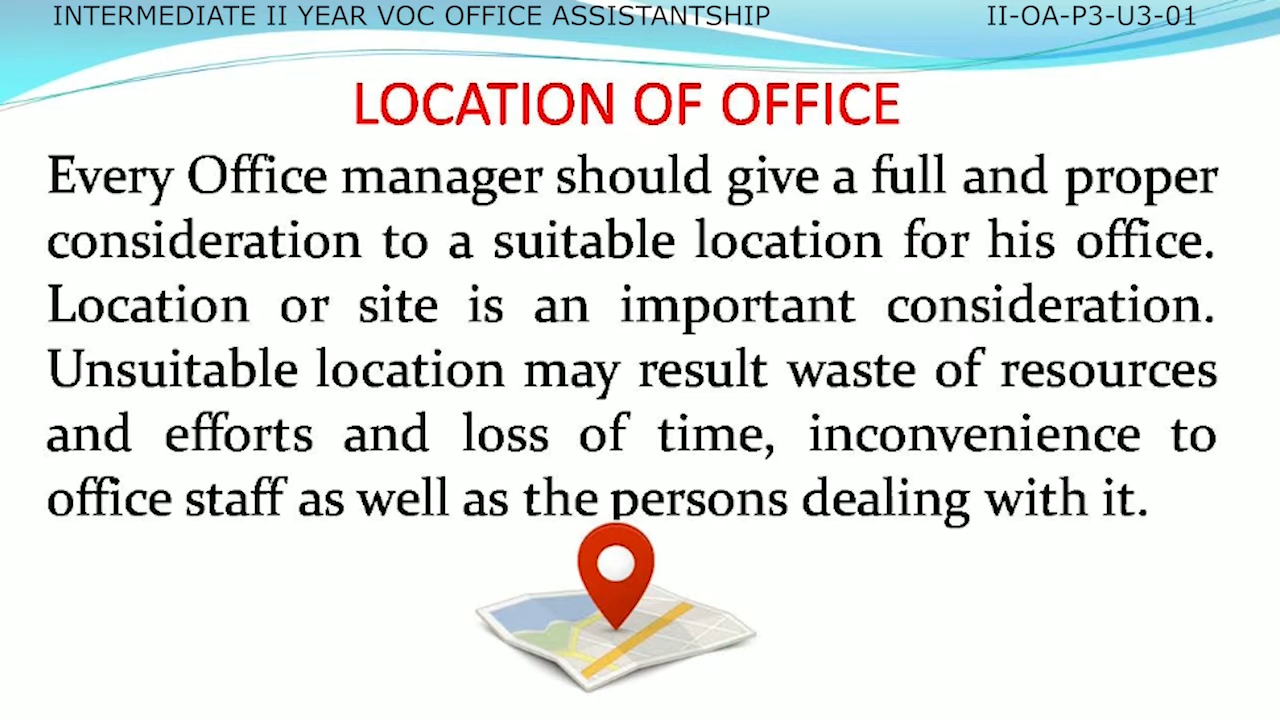 INTERMEDIATE II YEAR VOC OFFICE ASSISTANTSHIP II-OA-P3-U3-01
LOCATION OF OFFICE
Every Office manager should give a full and proper
consideration to a suitable location for his office.
Location or site is an important consideration.
Unsuitable location may result waste of resources
and efforts and loss of time, inconvenience to
office staff as well as the persons dealing with it.